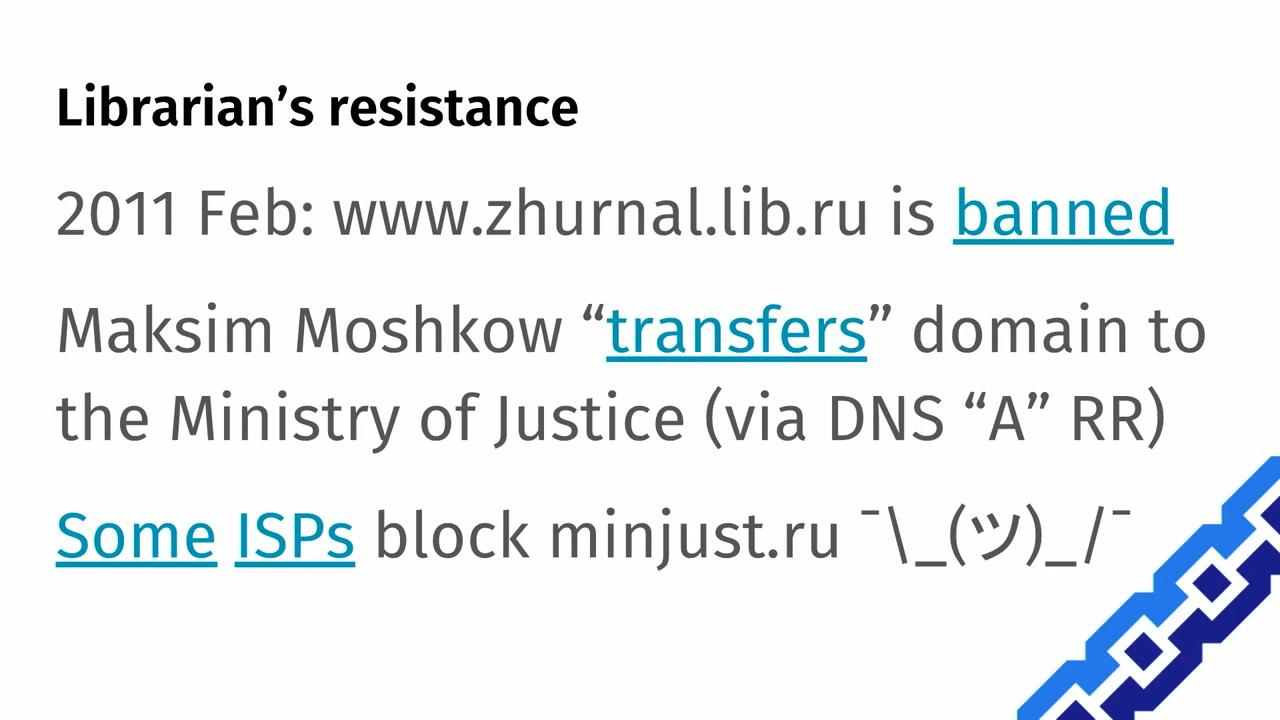 Librarian’s resistance
2011 Feb: www.zhurnal.lib.ru is banned
Maksim Moshkow “transfers” domain to
the Ministry of Justice (via DNS “A” RR)
Some ISPs block minjust.ru ¯\_(ツ)_/¯